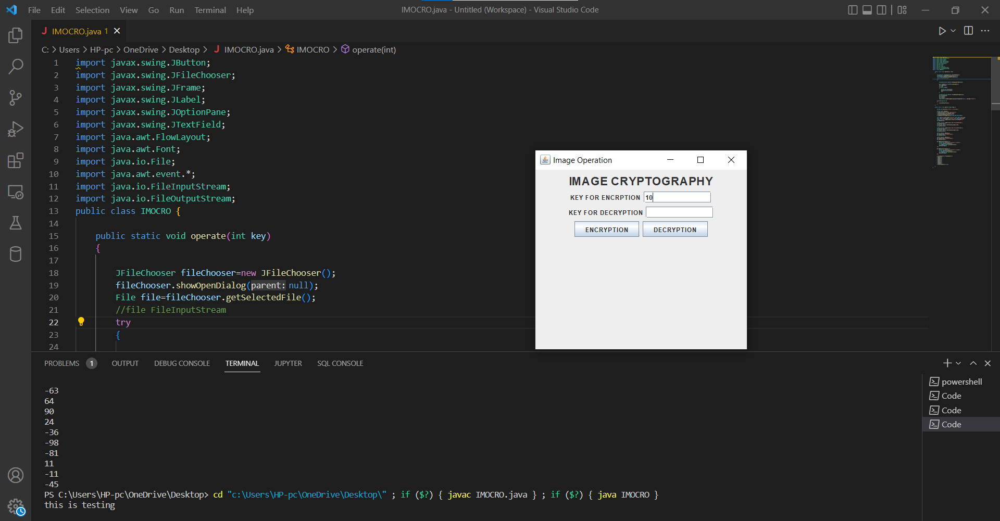 File Edit Selection View Go Run Terminal Help IMOCRO.java - Untitled (Workspace) - Visual Studio Code
IMOCRO.java 1
C: > Users > HP-pc > OneDrive > Desktop > IMOCRO.java > IMOCRO > operate(int)
1 import javax.swing.JButton;
2 import javax.swing.JFileChooser;
3 import javax.swing.JFrame;
4 import javax.swing.JLabel;
5 import javax.swing.JOptionPane;
6 import javax.swing.JTextField;
7 import java.awt.FlowLayout;
8 import java.awt.Font;
9 import java.io.File;
10 import java.awt.event.*;
11 import java.io.FileInputStream;
12 import java.io.FileOutputStream;
13 public class IMOCRO {
14
15 public static void operate(int key)
16 {
17
18 JFileChooser fileChooser=new JFileChooser();
19 fileChooser.showOpenDialog(parent: null);
20 File file=fileChooser.getSelectedFile();
21 //file FileInputStream
22 try
23 {
24
Image Operation
IMAGE CRYPTOGRAPHY
KEY FOR ENCRPTION 10
KEY FOR DECRYPTION
ENCRYPTION DECRYPTION
PROBLEMS 1 OUTPUT DEBUG CONSOLE TERMINAL JUPYTER SQL CONSOLE
-63
64
90
24
-36
-98
-81
11
-11
-45
PS C:\Users\HP-pc\OneDrive\Desktop> cd "c:\Users\HP-pc\OneDrive\Desktop\" ; if ($?) { javac IMOCRO.java } ; if ($?) { java IMOCRO }
this is testing
powershell
Code
Code
Code